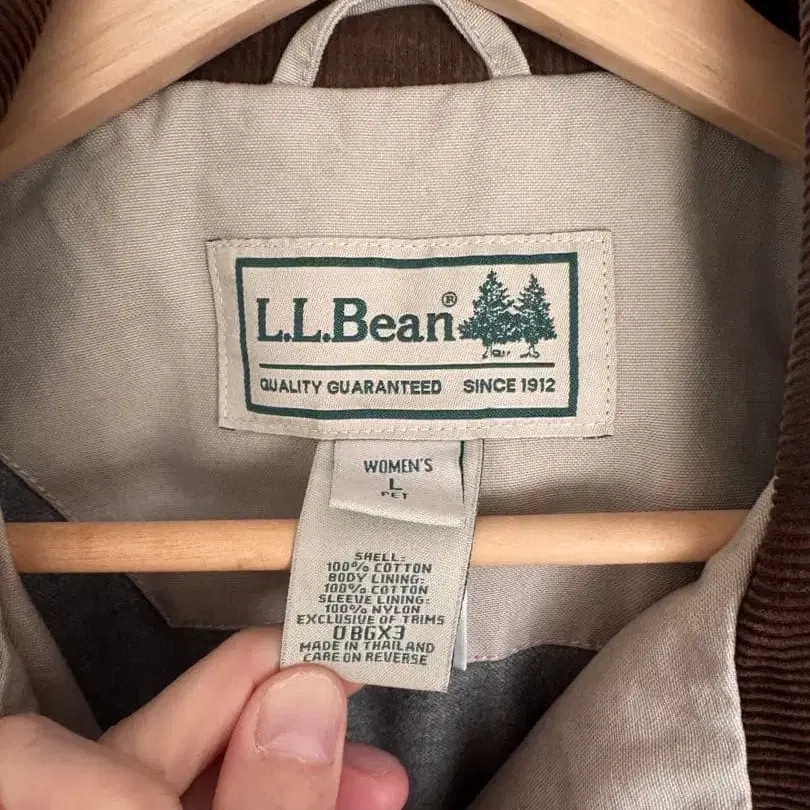 L.L.Bean®
QUALITY GUARANTEED SINCE 1912
WOMEN'S
L
PET
SHELL:
100% COTTON
BODY LINING:
100% COTTON
SLEEVE LINING:
100% NYLON
EXCLUSIVE OF TRIMS
0BGX3
MADE IN THAILAND
CARE ON REVERSE